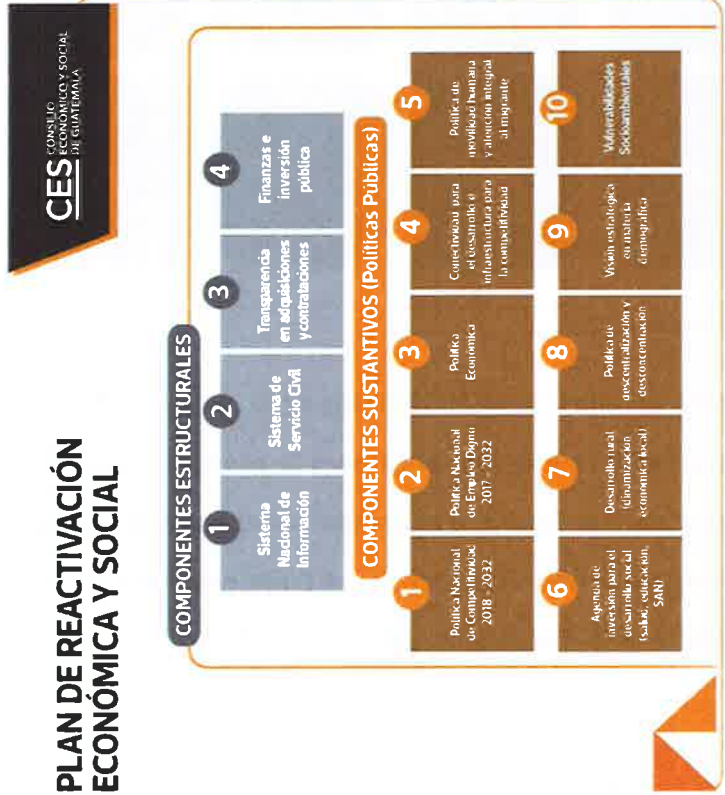 PLAN DE REACTIVACIÓN
ECONÓMICA Y SOCIAL
CES
CONSEJO
ECONÓMICO Y SOCIAL
DE GUATEMALA
COMPONENTES ESTRUCTURALES
1
Sistema
Nacional de
Información
2
Sistema de
Servicio Civil
3
Transparencia
en adquisiciones
y contrataciones
4
Finanzas e
inversión
pública
COMPONENTES SUSTANTIVOS (Políticas Públicas)
1
Política Nacional
de Competitividad
2018 - 2032
2
Política Nacional
de Empleo Digno
2017 - 2032
3
Política
Económica
4
Conectividad para
el desarrollo e
infraestructura para
la competitividad
5
Política de
movilidad humana
y atención integral
al migrante
6
Agenda de
inversión para el
desarrollo social
(salud, educación,
SAN)
7
Desarrollo rural
(dinamización
económica local)
8
Política de
descentralización y
desconcentración
9
Visión estratégica
en materia
demográfica
10
Vulnerabilidades
Socioambientales